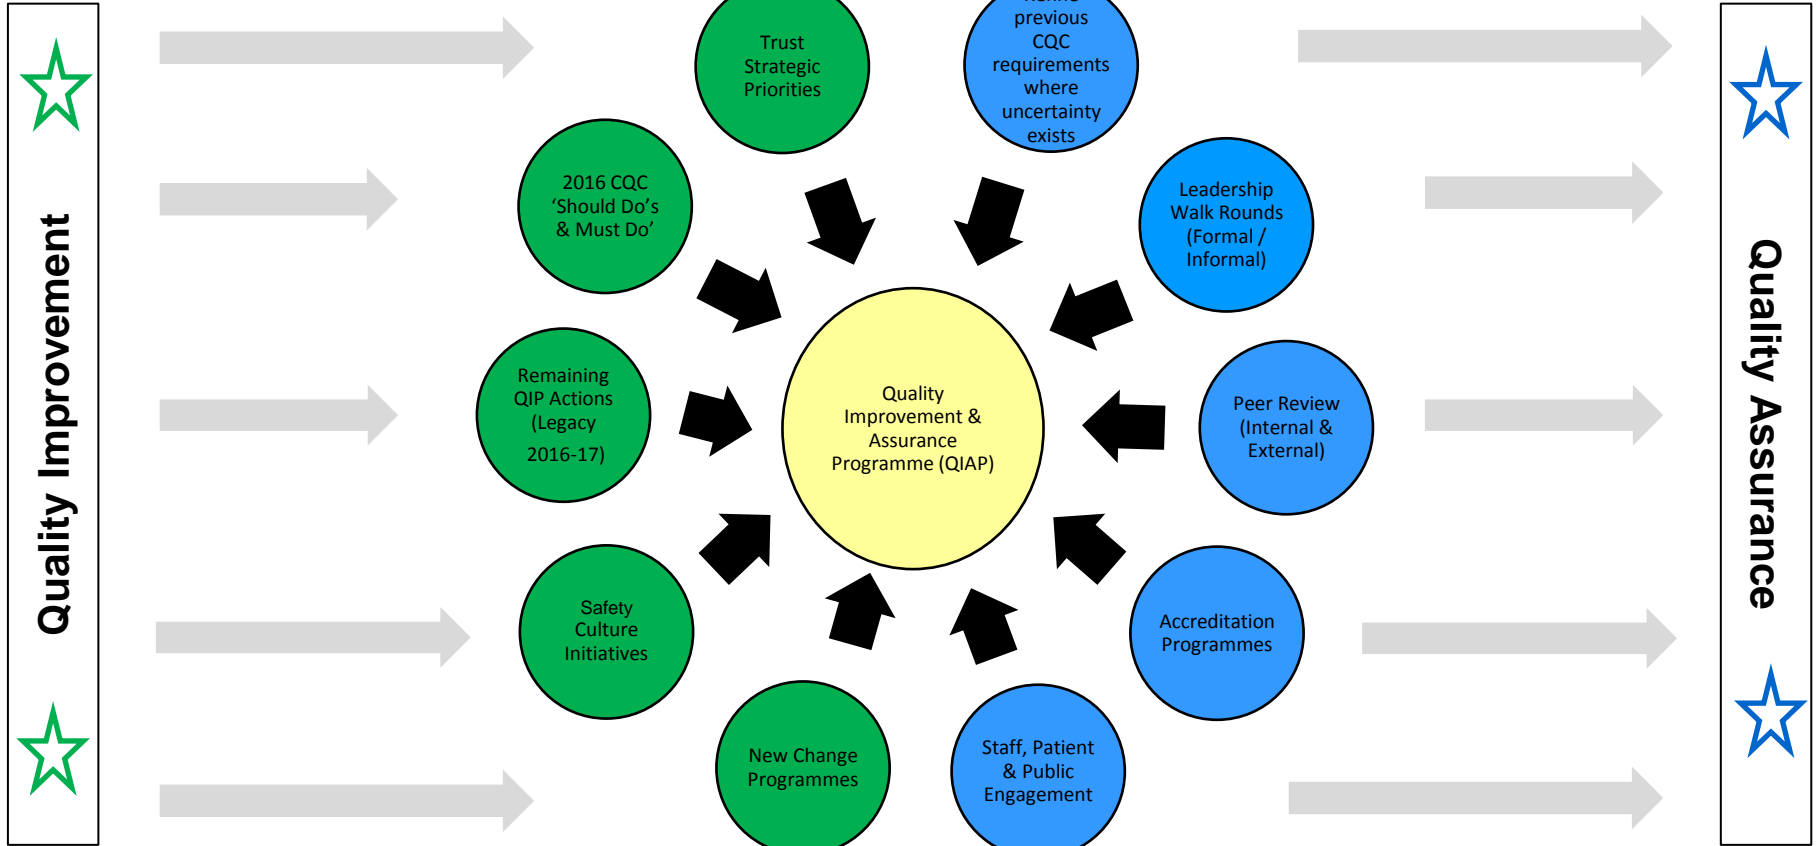 Quality Improvement
Trust
Strategic
Priorities
2016 CQC
‘Should Do’s
& Must Do’
Remaining
QIP Actions
(Legacy
2016-17)
Safety
Culture
Initiatives
New Change
Programmes
Quality
Improvement &
Assurance
Programme (QIAP)
previous
CQC
requirements
where
uncertainty
exists
Leadership
Walk Rounds
(Formal /
Informal)
Peer Review
(Internal &
External)
Accreditation
Programmes
Staff, Patient
& Public
Engagement
Quality Assurance